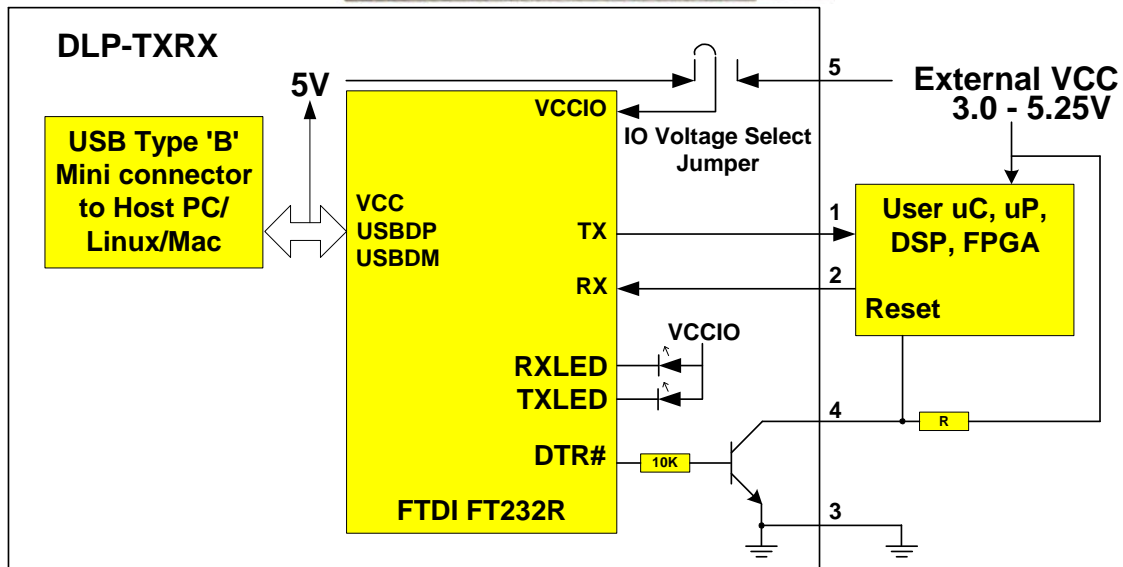 DLP-TXRX
5V
USB Type 'B'
Mini connector
to Host PC/
Linux/Mac
VCCIO
IO Voltage Select
Jumper
5
External VCC
3.0 - 5.25V
VCC
USBDP
USBDM
TX
RX
1
2
User uC, uP,
DSP, FPGA
Reset
VCCIO
RXLED
TXLED
DTR#
10K
4
R
3
FTDI FT232R